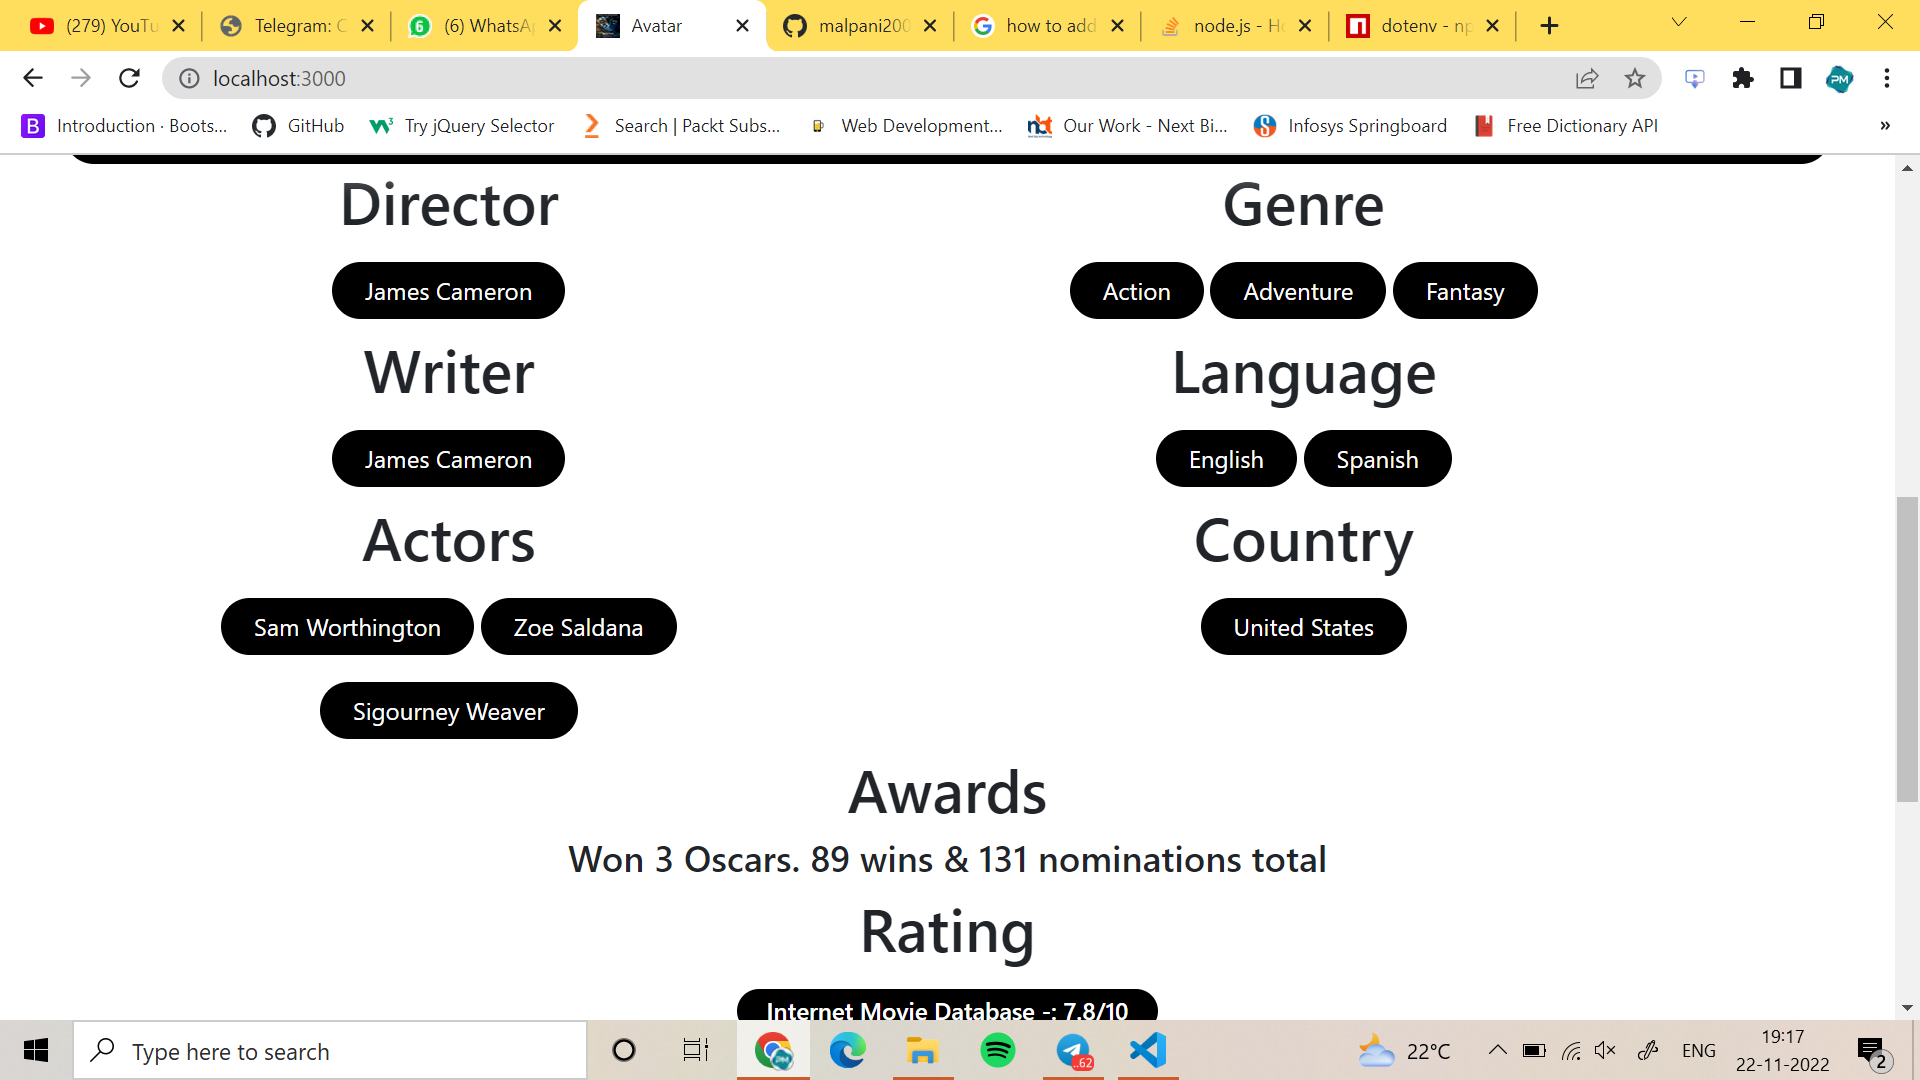 (279) YouTu
Telegram: C
(6) WhatsA
Avatar
malpani200
how to add
node.js - Ho
dotenv - np
localhost:3000
PM
B
Introduction · Boots...
GitHub
Try jQuery Selector
Search | Packt Subs...
Web Development...
Our Work - Next Bi...
Infosys Springboard
Free Dictionary API
»
Director
Genre
James Cameron
Action
Adventure
Fantasy
Writer
Language
James Cameron
English
Spanish
Actors
Country
Sam Worthington
Zoe Saldana
United States
Sigourney Weaver
Awards
Won 3 Oscars. 89 wins & 131 nominations total
Rating
Internet Movie Database -: 7.8/10
Type here to search
..62
22°C
ENG
19:17
22-11-2022
2